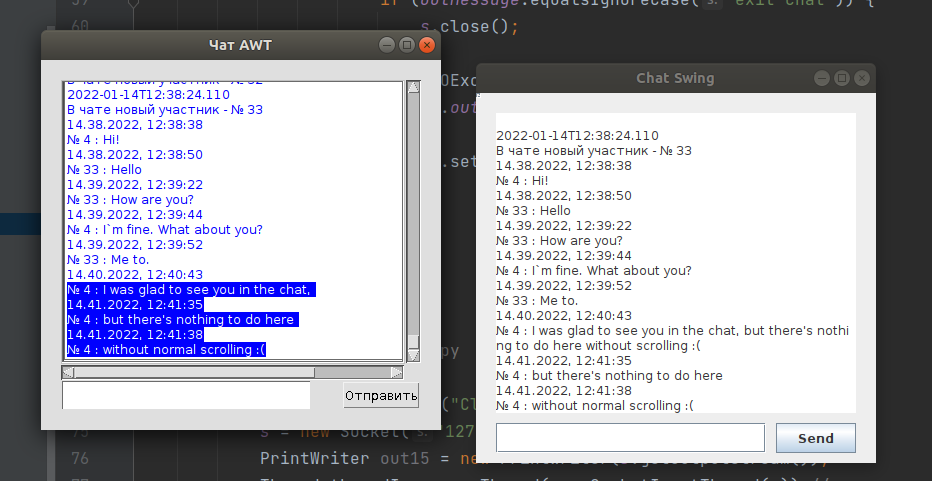 59
if (outmessage.equalsIgnoreCase( s: "exit chat")) {
60
s.close();
Чат AWT
В чате новый участник - № 32
2022-01-14T12:38:24.110
В чате новый участник - № 33
14.38.2022, 12:38:38
№ 4 : Hi!
14.38.2022, 12:38:50
№ 33 : Hello
14.39.2022, 12:39:22
№ 33 : How are you?
14.39.2022, 12:39:44
№ 4 : I`m fine. What about you?
14.39.2022, 12:39:52
№ 33 : Me to.
14.40.2022, 12:40:43
№ 4 : I was glad to see you in the chat,
14.41.2022, 12:41:35
№ 4 : but there's nothing to do here
14.41.2022, 12:41:38
№ 4 : without normal scrolling :(
Отправить
Chat Swing
2022-01-14T12:38:24.110
В чате новый участник - № 33
14.38.2022, 12:38:38
№ 4 : Hi!
14.38.2022, 12:38:50
№ 33 : Hello
14.39.2022, 12:39:22
№ 33 : How are you?
14.39.2022, 12:39:44
№ 4 : I`m fine. What about you?
14.39.2022, 12:39:52
№ 33 : Me to.
14.40.2022, 12:40:43
№ 4 : I was glad to see you in the chat, but there's nothi
ng to do here without scrolling :(
14.41.2022, 12:41:35
№ 4 : but there's nothing to do here
14.41.2022, 12:41:38
№ 4 : without normal scrolling :(
Send
OExc
.out
.set
py
("Cl
75
s = new Socket( s: "127
76
PrintWriter out15 = new